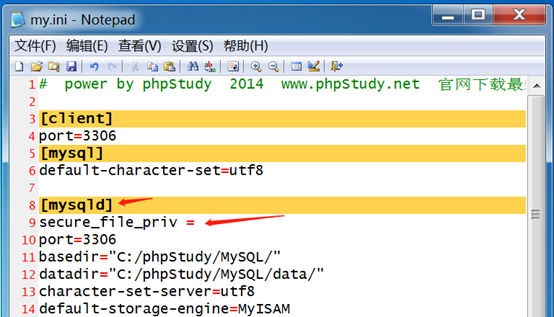 my.ini - Notepad
文件(F) 编辑(E) 查看(V) 设置(S) 帮助(H)
1 # power by phpStudy 2014 www.phpStudy.net 官网下载最
2
3 [client]
4 port=3306
5 [mysql]
6 default-character-set=utf8
7
8 [mysqld]
9 secure_file_priv =
10 port=3306
11 basedir="C:/phpStudy/MySQL/"
12 datadir="C:/phpStudy/MySQL/data/"
13 character-set-server=utf8
14 default-storage-engine=MyISAM